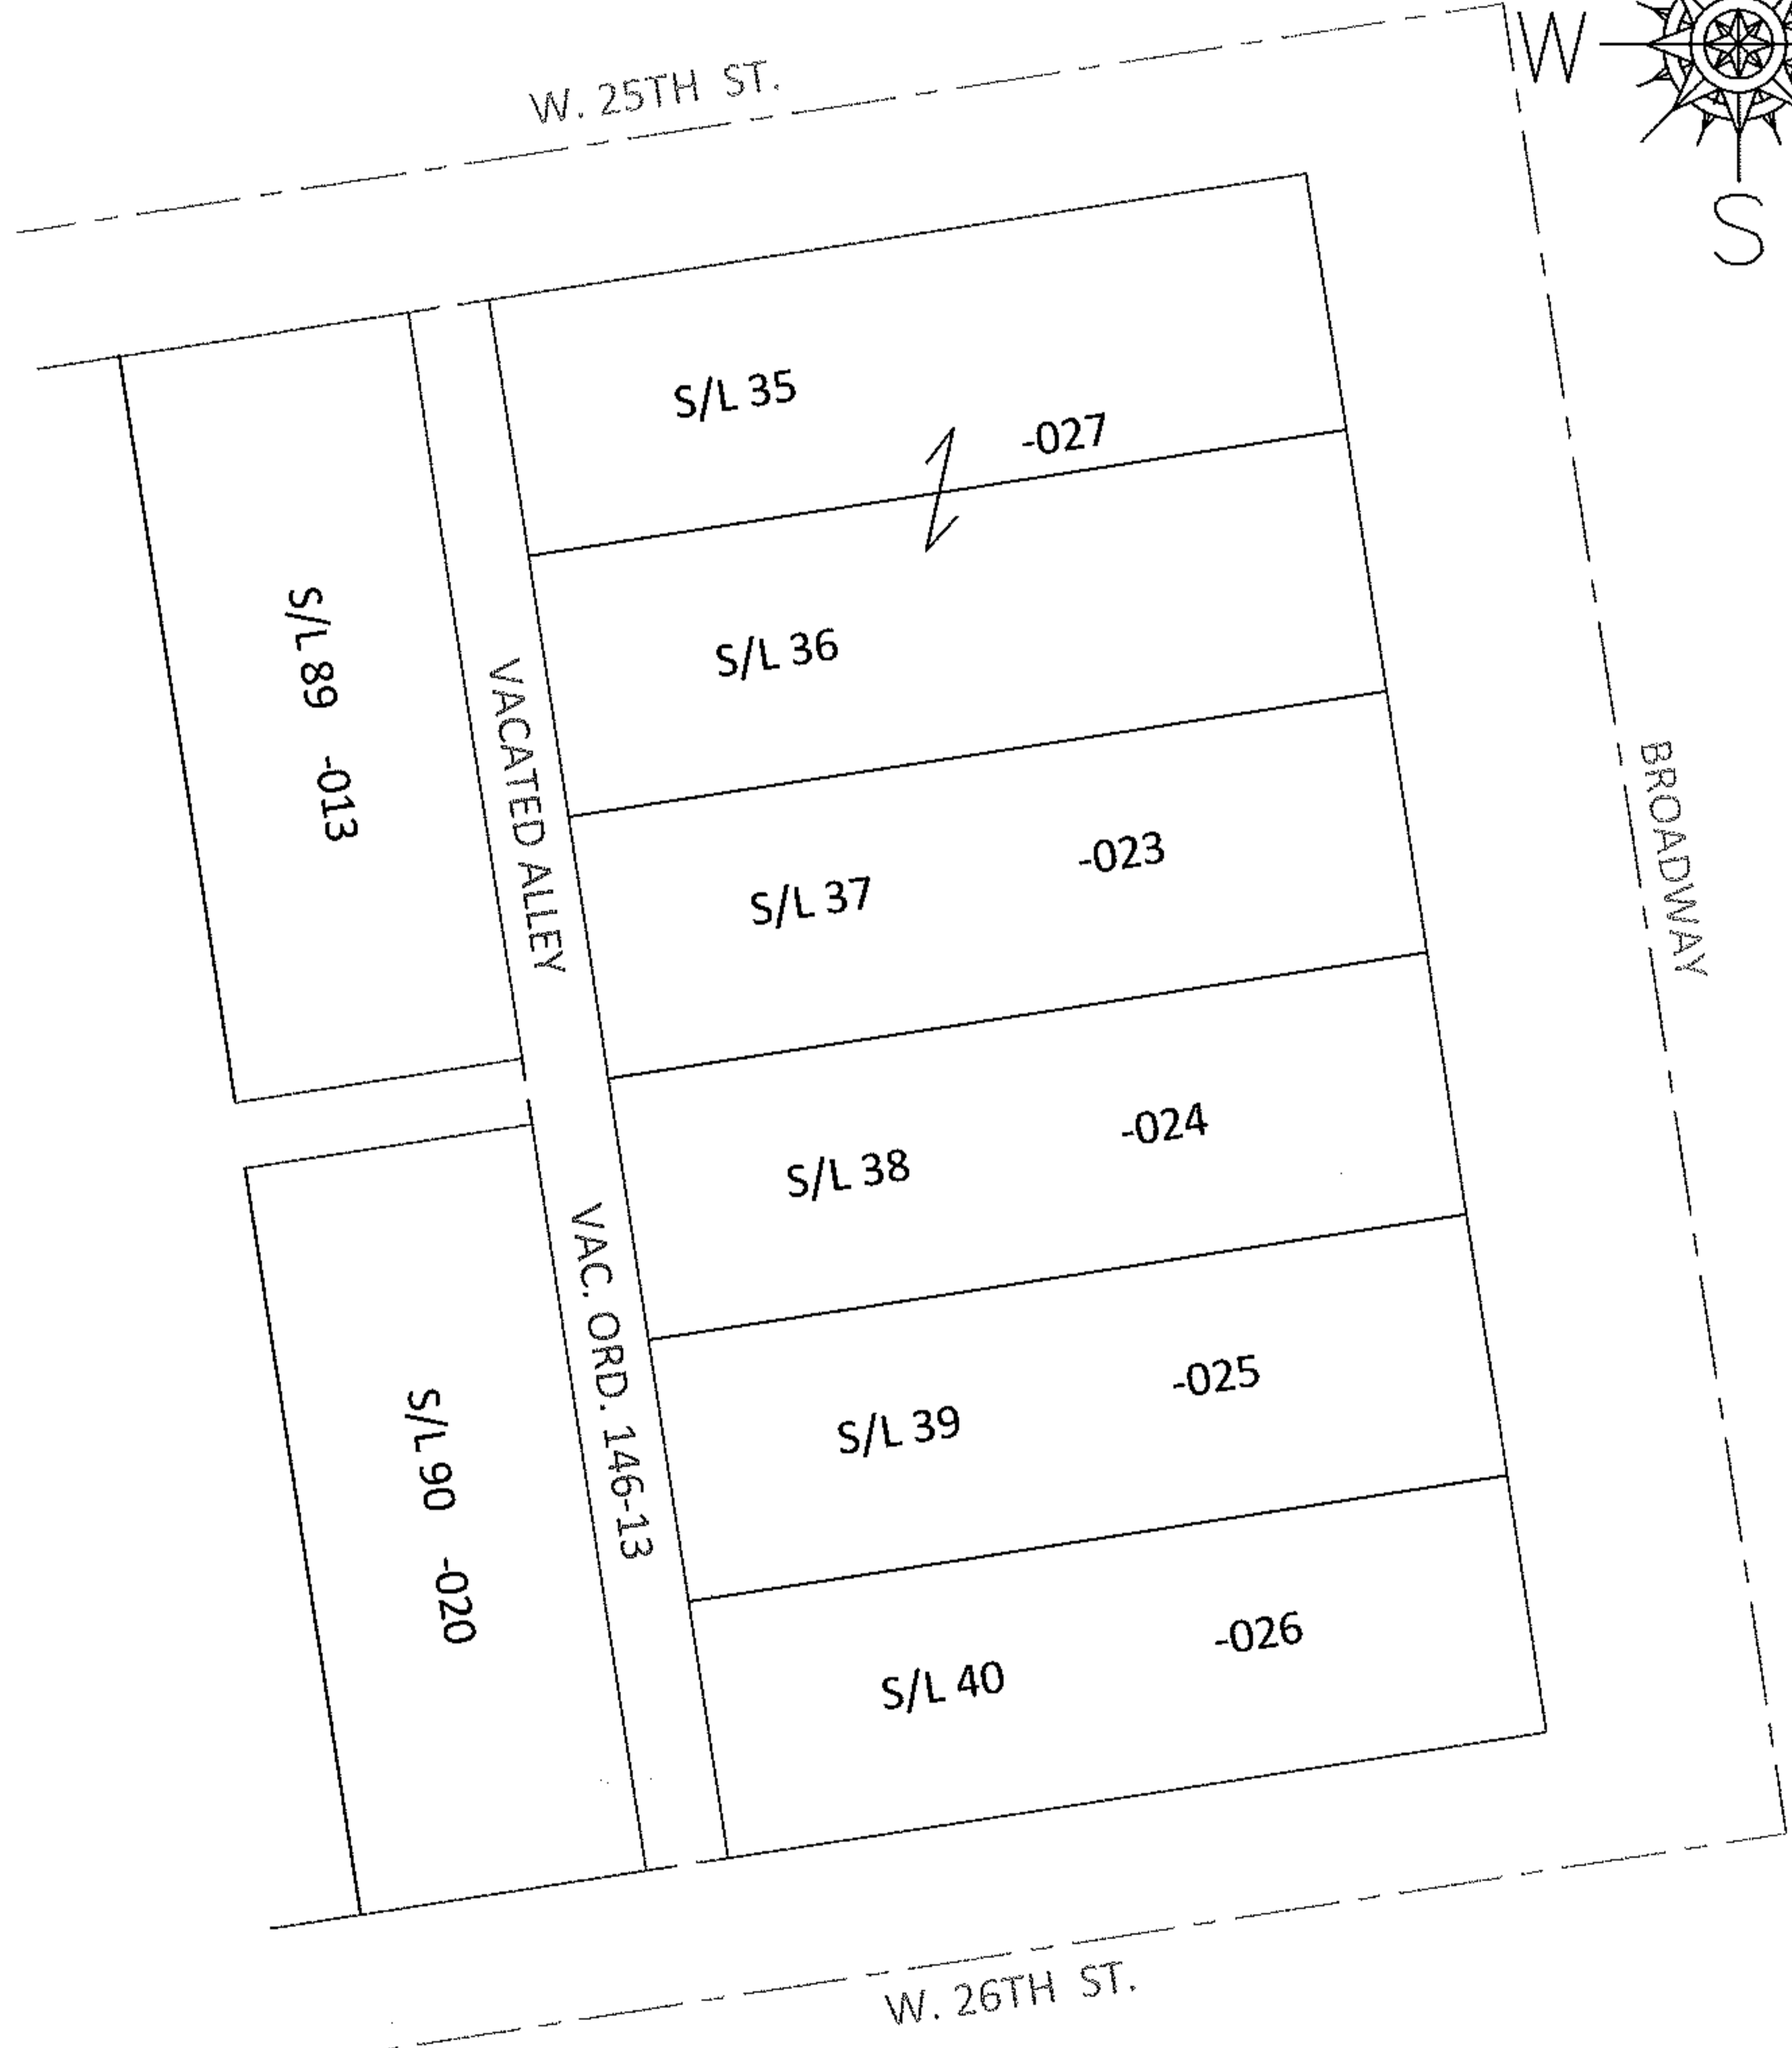 W. 25TH ST.
W
S
S/L 35
-027
S/L 36
S/L 89 -013
VACATED ALLEY
S/L 37
-023
BROADWAY
S/L 38
-024
VAC. ORD. 146-13
S/L 39
-025
S/L 90 -020
S/L 40
-026
W. 26TH ST.